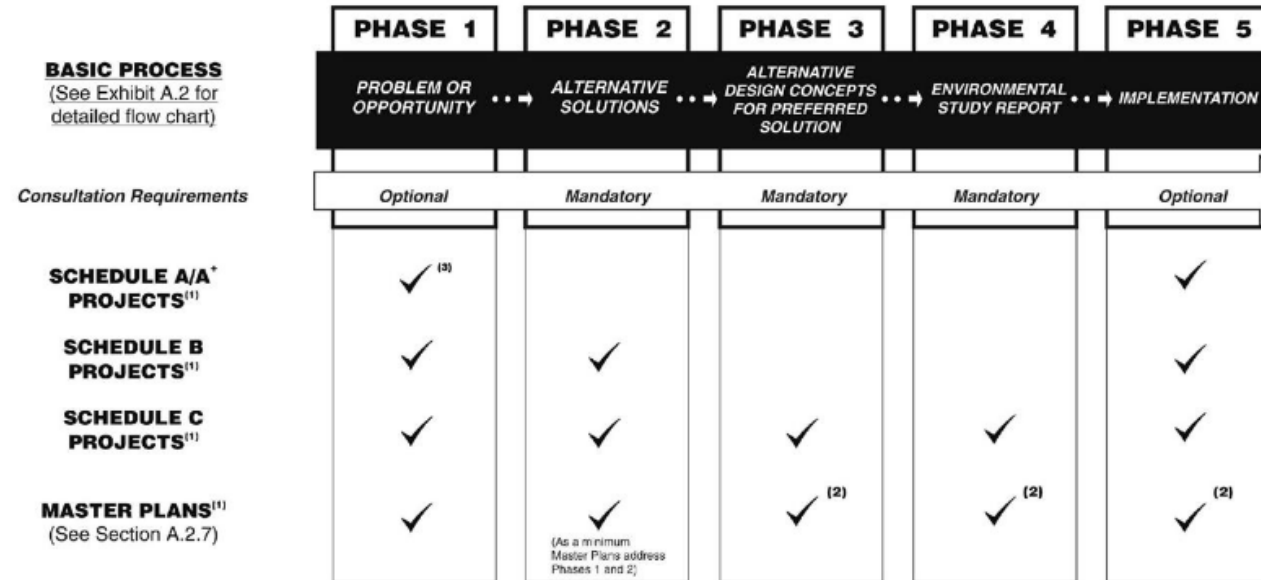 PHASE 1
PHASE 2
PHASE 3
PHASE 4
PHASE 5
BASIC PROCESS
(See Exhibit A.2 for
detailed flow chart)
PROBLEM OR
OPPORTUNITY
ALTERNATIVE
SOLUTIONS
ALTERNATIVE
DESIGN CONCEPTS
FOR PREFERRED
SOLUTION
ENVIRONMENTAL
STUDY REPORT
IMPLEMENTATION
Consultation Requirements
Optional
Mandatory
Mandatory
Mandatory
Optional
SCHEDULE A/A+
PROJECTS(1)
(3)
SCHEDULE B
PROJECTS(1)
SCHEDULE C
PROJECTS(1)
MASTER PLANS(1)
(See Section A.2.7)
(As a minimum
Master Plans address
Phases 1 and 2)
(2)
(2)
(2)